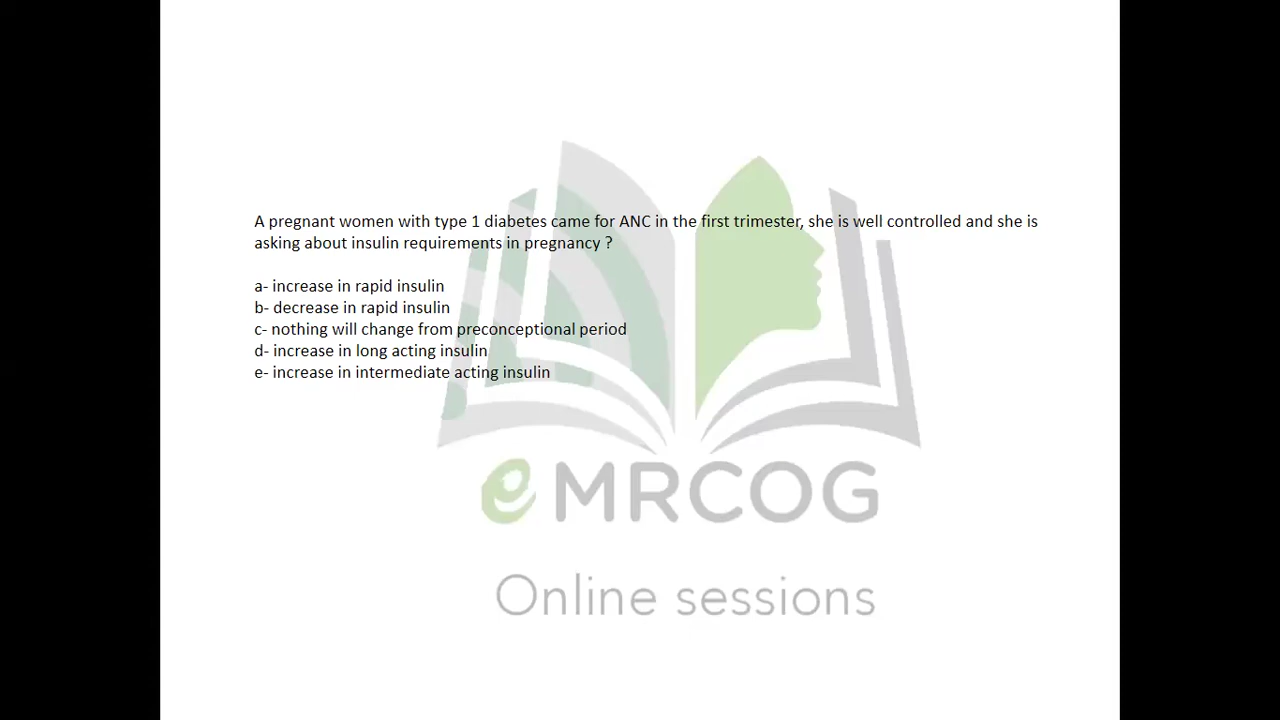 A pregnant women with type 1 diabetes came for ANC in the first trimester, she is well controlled and she is
asking about insulin requirements in pregnancy ?
a- increase in rapid insulin
b- decrease in rapid insulin
c- nothing will change from preconceptional period
d- increase in long acting insulin
e- increase in intermediate acting insulin
eMRCOG
Online sessions